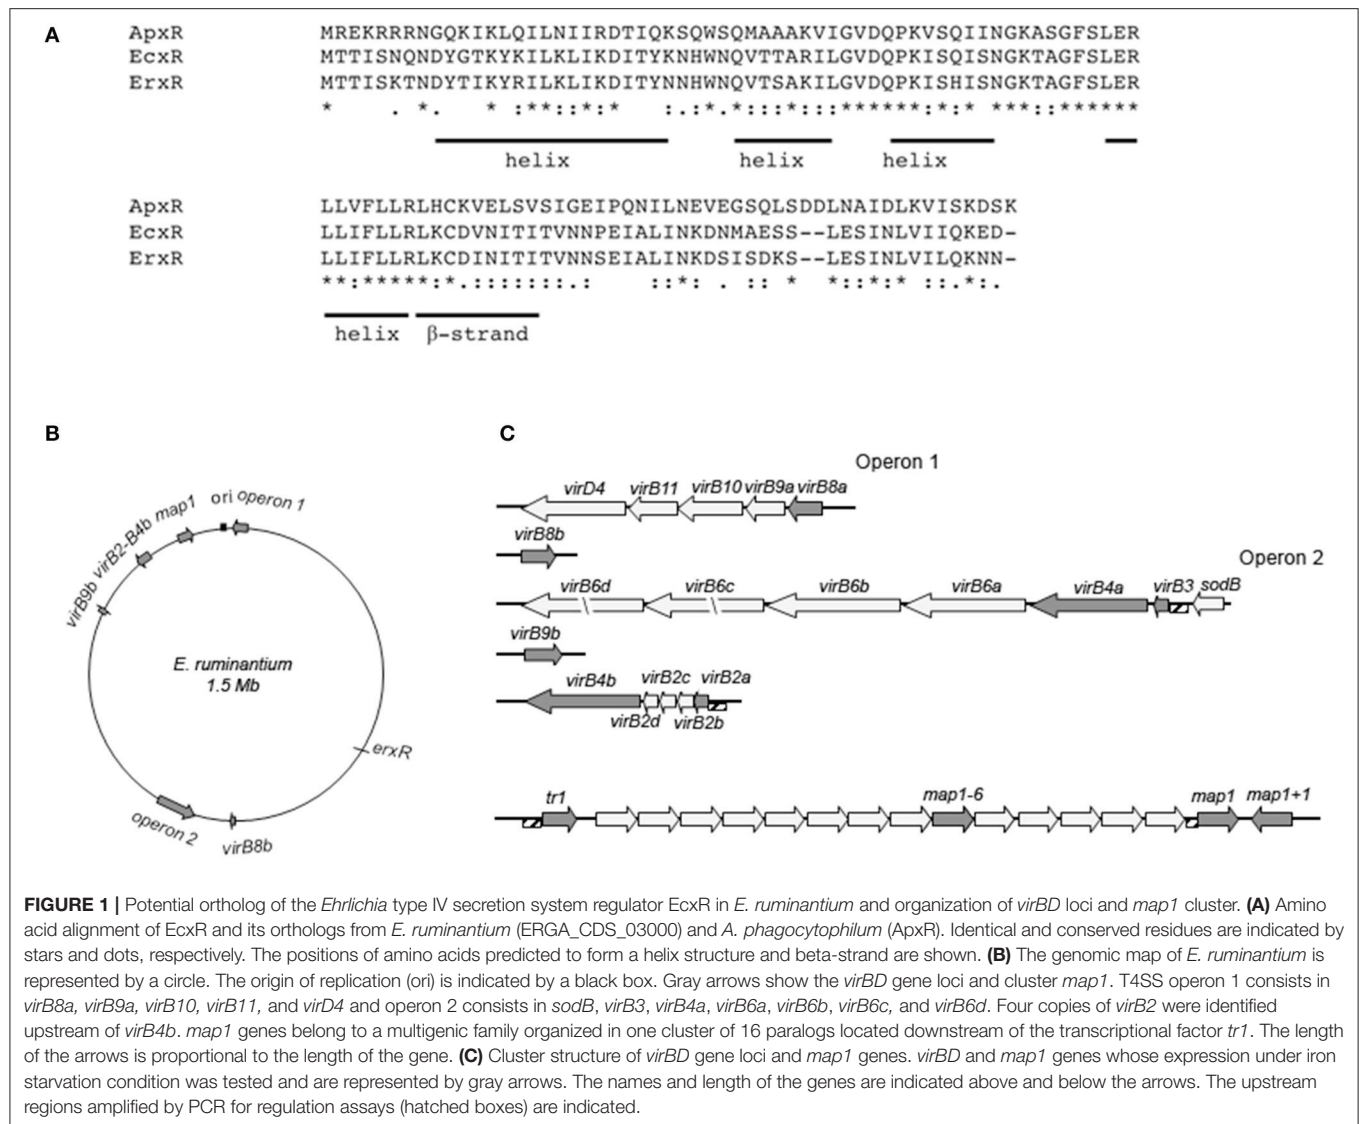 A
ApxR MREKRRRNGQKIKLQILNIIRDTIQKSQWSQMAAAKVIGVDQPKVSQIINGKASGFSLER
EcxR MTTISNQNDYGTKYKILKLIKDITYKNHWNQVTTARILGVDQPKISQISNGKTAGFSLER
ErxR MTTISKTNDYTIKYRILKLIKDITYKNNWNQVTSAKILGVDQPKISHISNGKTAGFSLER
* . *. * :**::*:* :.:*.*:::*::: ******:*:* ***::******
helix helix helix
ApxR LLVFLLRLHCKVELSVSIGEIPQNILNEVEGSQLSDDLNAIDLKVISKDSK
EcxR LLIFLLRLKCDVNITITVNNPEIALINKDNMAESS--LESINLVIIQKED-
ErxR LLIFLLRLKCDINITITVNNSEIALINKDSISDKS--LESINLVILQKNN-
**:*****:*.::::::::.: ::*: . :: * *::*:* ::.*:.
helix β-strand
B
ori operon 1
map1
virB2-B4b
virB9b
E. ruminantium
1.5 Mb
erxR
operon 2
virB8b
C
Operon 1
virD4 virB11 virB10 virB9a virB8a
virB8b
Operon 2
virB6d virB6c virB6b virB6a virB4a virB3 sodB
virB9b
virB4b virB2c virB2a
virB2d virB2b
tr1 map1-6 map1 map1+1
FIGURE 1 | Potential ortholog of the Ehrlichia type IV secretion system regulator EcxR in E. ruminantium and organization of virBD loci and map1 cluster. (A) Amino
acid alignment of EcxR and its orthologs from E. ruminantium (ERGA_CDS_03000) and A. phagocytophilum (ApxR). Identical and conserved residues are indicated by
stars and dots, respectively. The positions of amino acids predicted to form a helix structure and beta-strand are shown. (B) The genomic map of E. ruminantium is
represented by a circle. The origin of replication (ori) is indicated by a black box. Gray arrows show the virBD gene loci and cluster map1. T4SS operon 1 consists in
virB8a, virB9a, virB10, virB11, and virD4 and operon 2 consists in sodB, virB3, virB4a, virB6a, virB6b, virB6c, and virB6d. Four copies of virB2 were identified
upstream of virB4b. map1 genes belong to a multigenic family organized in one cluster of 16 paralogs located downstream of the transcriptional factor tr1. The length
of the arrows is proportional to the length of the gene. (C) Cluster structure of virBD gene loci and map1 genes. virBD and map1 genes whose expression under iron
starvation condition was tested and are represented by gray arrows. The names and length of the genes are indicated above and below the arrows. The upstream
regions amplified by PCR for regulation assays (hatched boxes) are indicated.